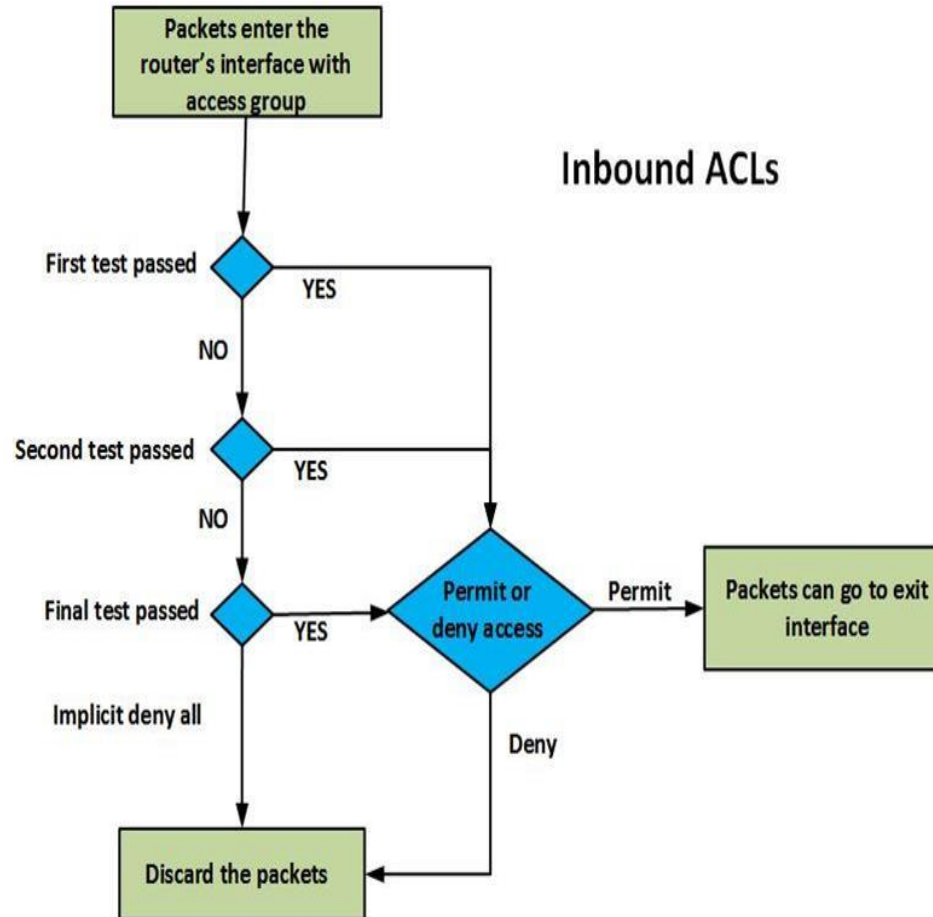 Packets enter the
router's interface with
access group
Inbound ACLs
First test passed
YES
NO
Second test passed
YES
NO
Final test passed
YES
Permit or
deny access
Permit
Packets can go to exit
interface
Implicit deny all
Deny
Discard the packets